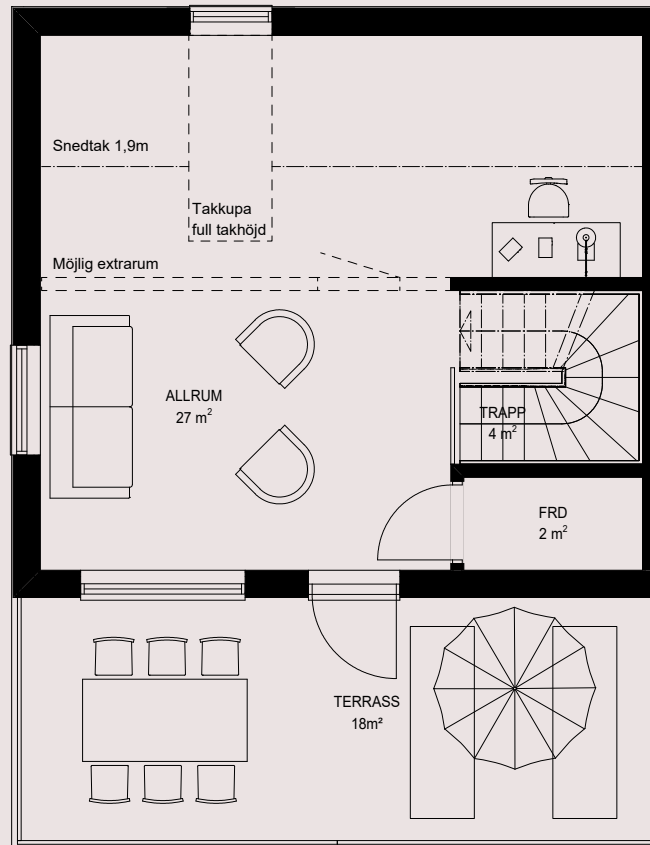 Snedtak 1,9m
Takkupa
full takhöjd
Möjlig extrarum
ALLRUM
27 m²
TRAPP
4 m²
FRD
2 m²
TERRASS
18m²